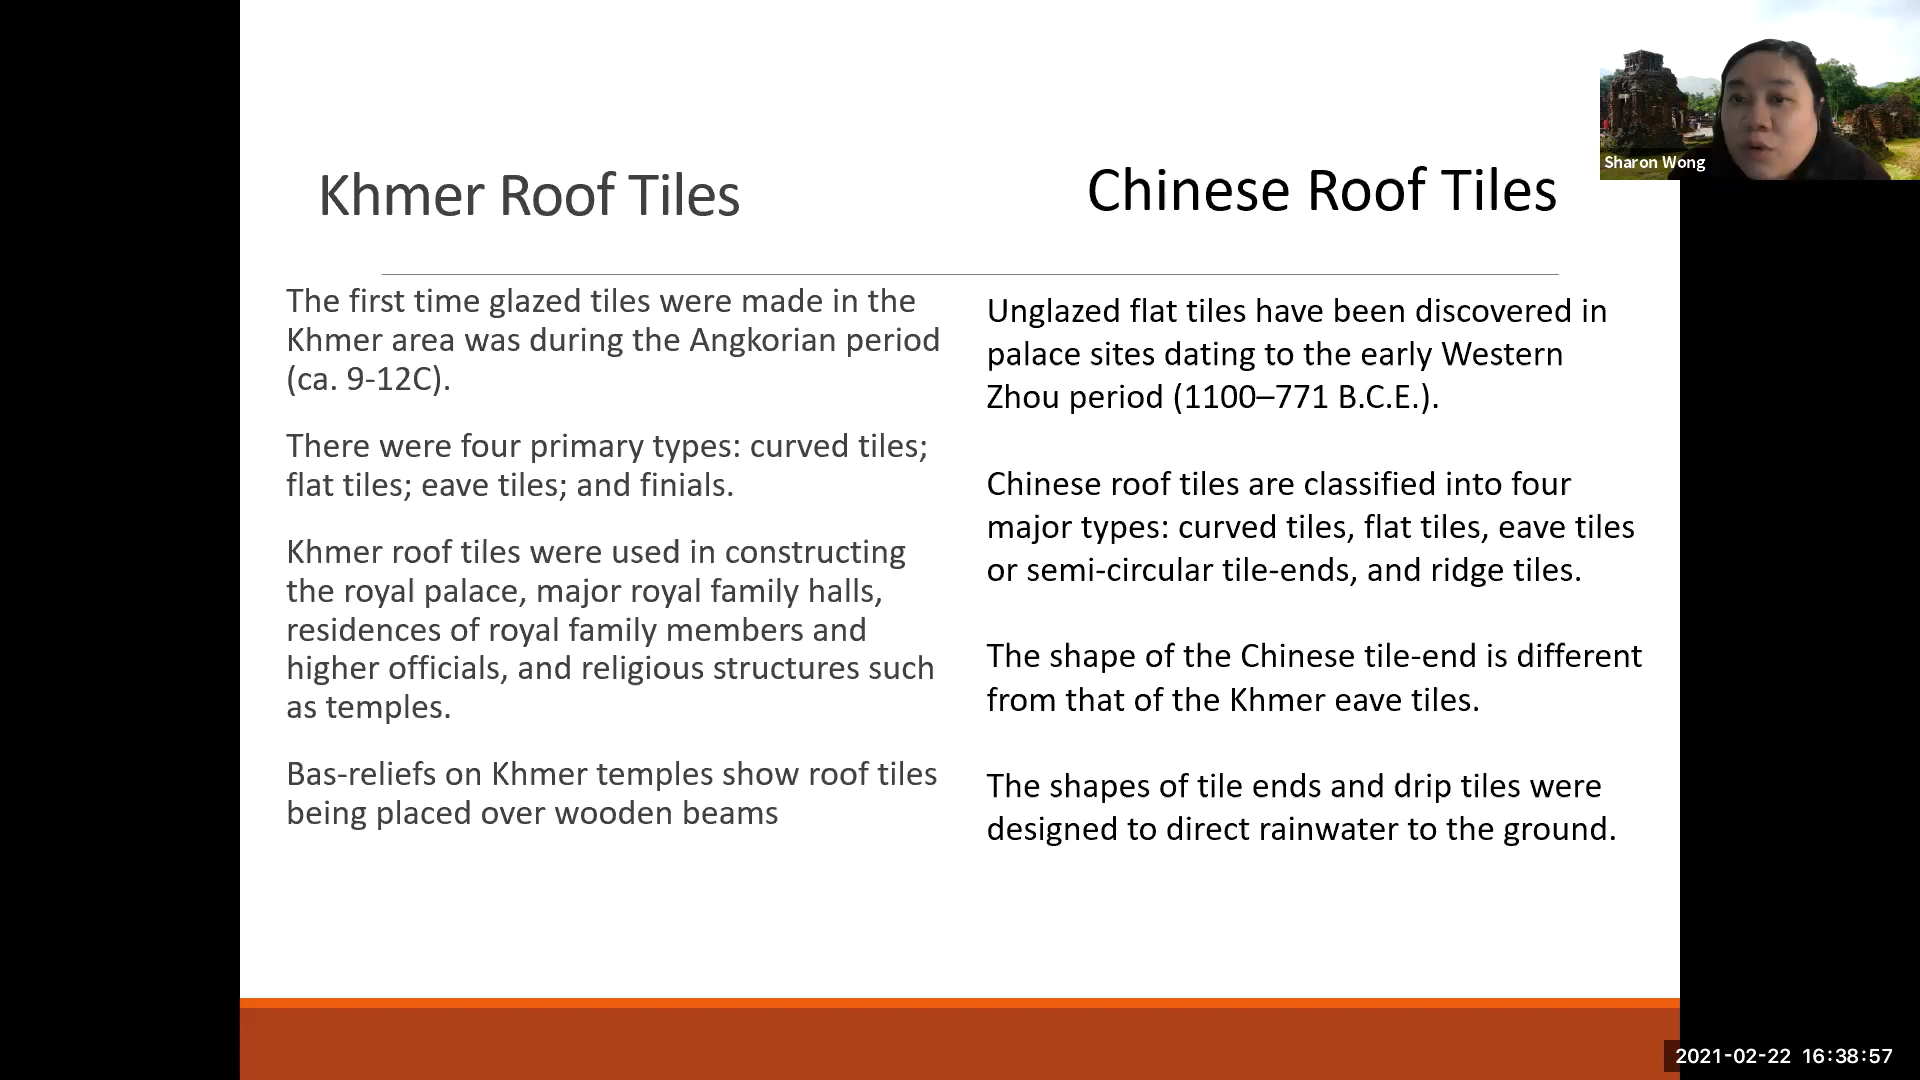 Khmer Roof Tiles
The first time glazed tiles were made in the
Khmer area was during the Angkorian period
(ca. 9-12C).
There were four primary types: curved tiles;
flat tiles; eave tiles; and finials.
Khmer roof tiles were used in constructing
the royal palace, major royal family halls,
residences of royal family members and
higher officials, and religious structures such
as temples.
Bas-reliefs on Khmer temples show roof tiles
being placed over wooden beams
Chinese Roof Tiles
Unglazed flat tiles have been discovered in
palace sites dating to the early Western
Zhou period (1100–771 B.C.E.).
Chinese roof tiles are classified into four
major types: curved tiles, flat tiles, eave tiles
or semi-circular tile-ends, and ridge tiles.
The shape of the Chinese tile-end is different
from that of the Khmer eave tiles.
The shapes of tile ends and drip tiles were
designed to direct rainwater to the ground.
Sharon Wong
2021-02-22 16:38:57